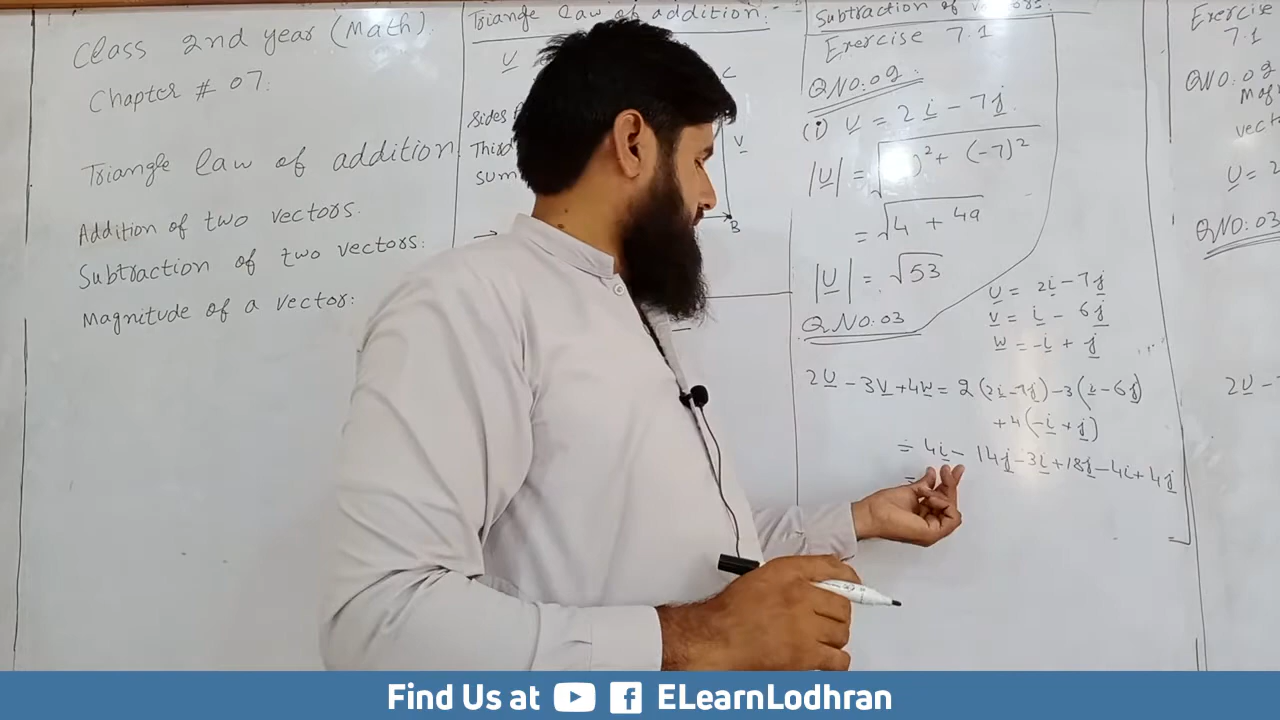 Class 2nd year (Math).
Chapter # 07:
Triangle law of addition
Addition of two vectors.
Subtraction of two vectors:
Magnitude of a vector:
Triangle law of addition:
U
C
Sides
V
Third
sum
B
Subtraction of vectors:
Exercise 7.1
Q NO: 02:
(i) U = 2i - 7j.
|U| = √( )² + (-7)²
= √4 + 49
|U| = √53
Q.NO:03
U = 2i - 7j
V = i - 6j
W = -i + j
2U - 3V + 4W = 2(2i-7j) -3(i-6j)
+4(-i+j)
= 4i - 14j - 3i + 18j - 4i + 4j
=
Exercise
7.1
QNO: 02
vect
U = 2
QNO: 03
2U -
Find Us at ELearnLodhran